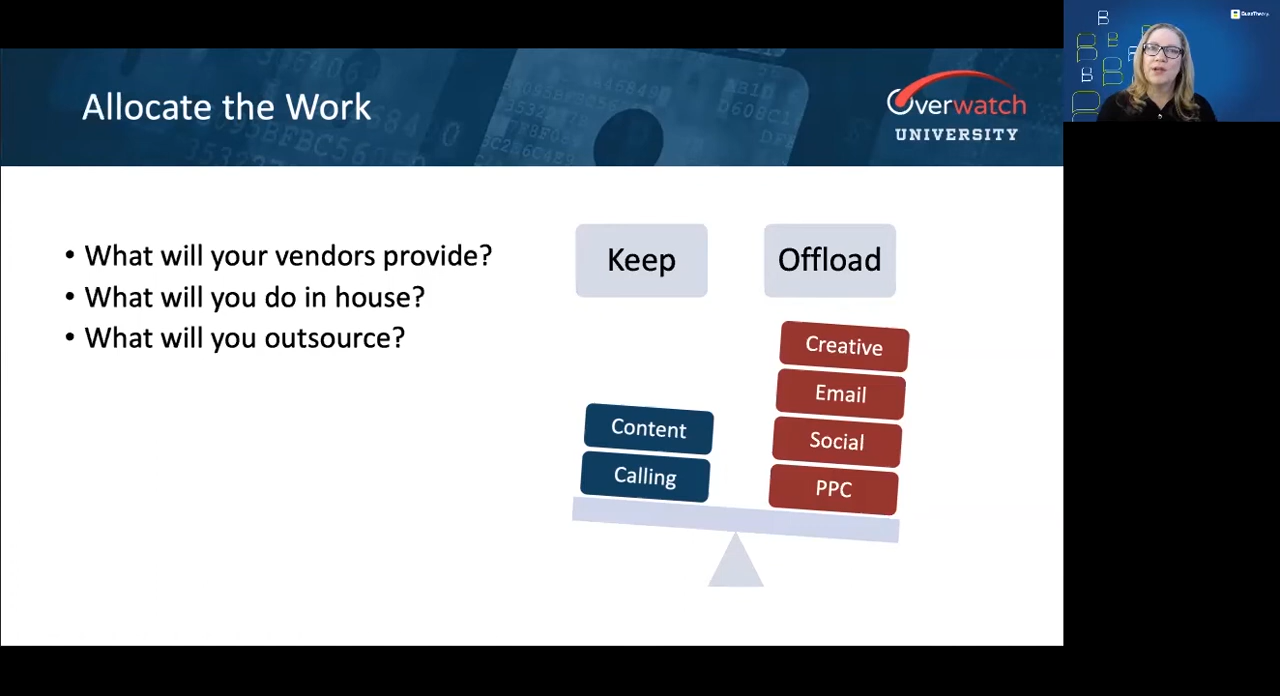 Allocate the Work
Overwatch
UNIVERSITY
• What will your vendors provide?
• What will you do in house?
• What will you outsource?
Keep
Offload
Content
Calling
Creative
Email
Social
PPC